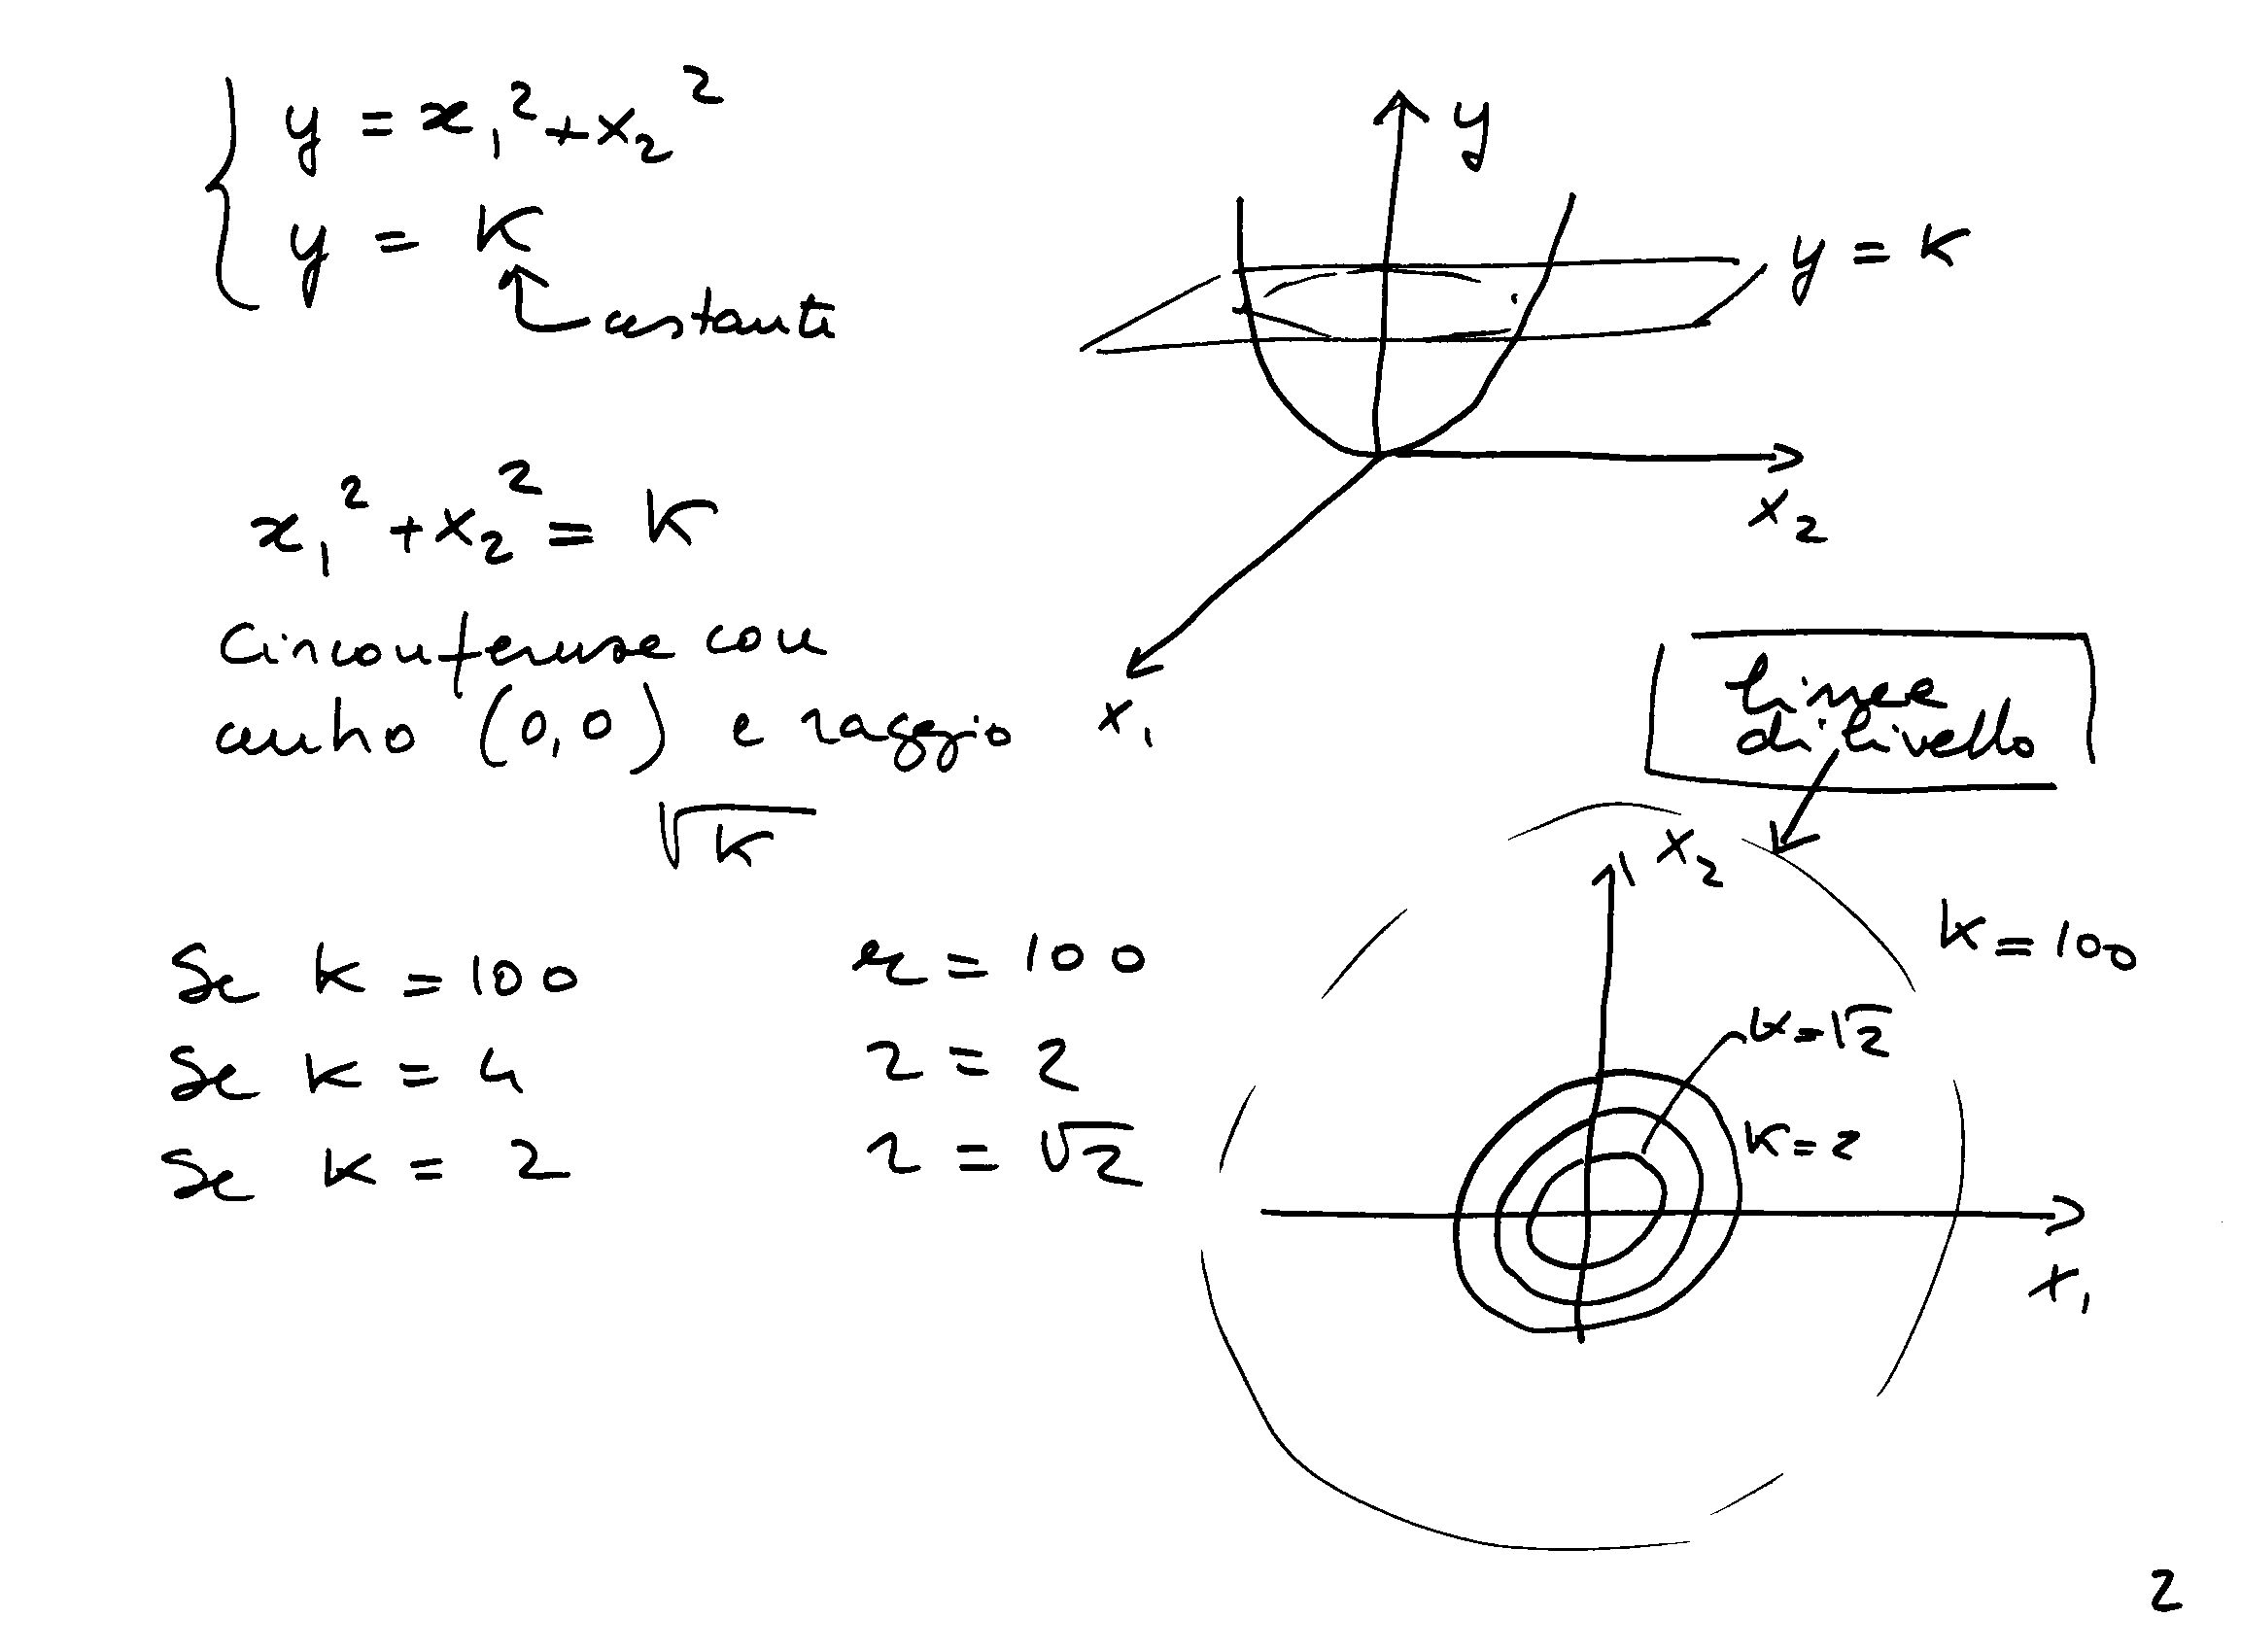 y = x₁² + x₂²
y = K
costante
x₁² + x₂² = K
Circonferenze con
centro (0,0) e raggio
√K
Se K = 100 r = 100
Se K = 4 r = 2
Se K = 2 r = √2
y
y = K
x₂
x₁
linee
di livello
x₂
K = 100
K = √2
K = 2
x₁
2